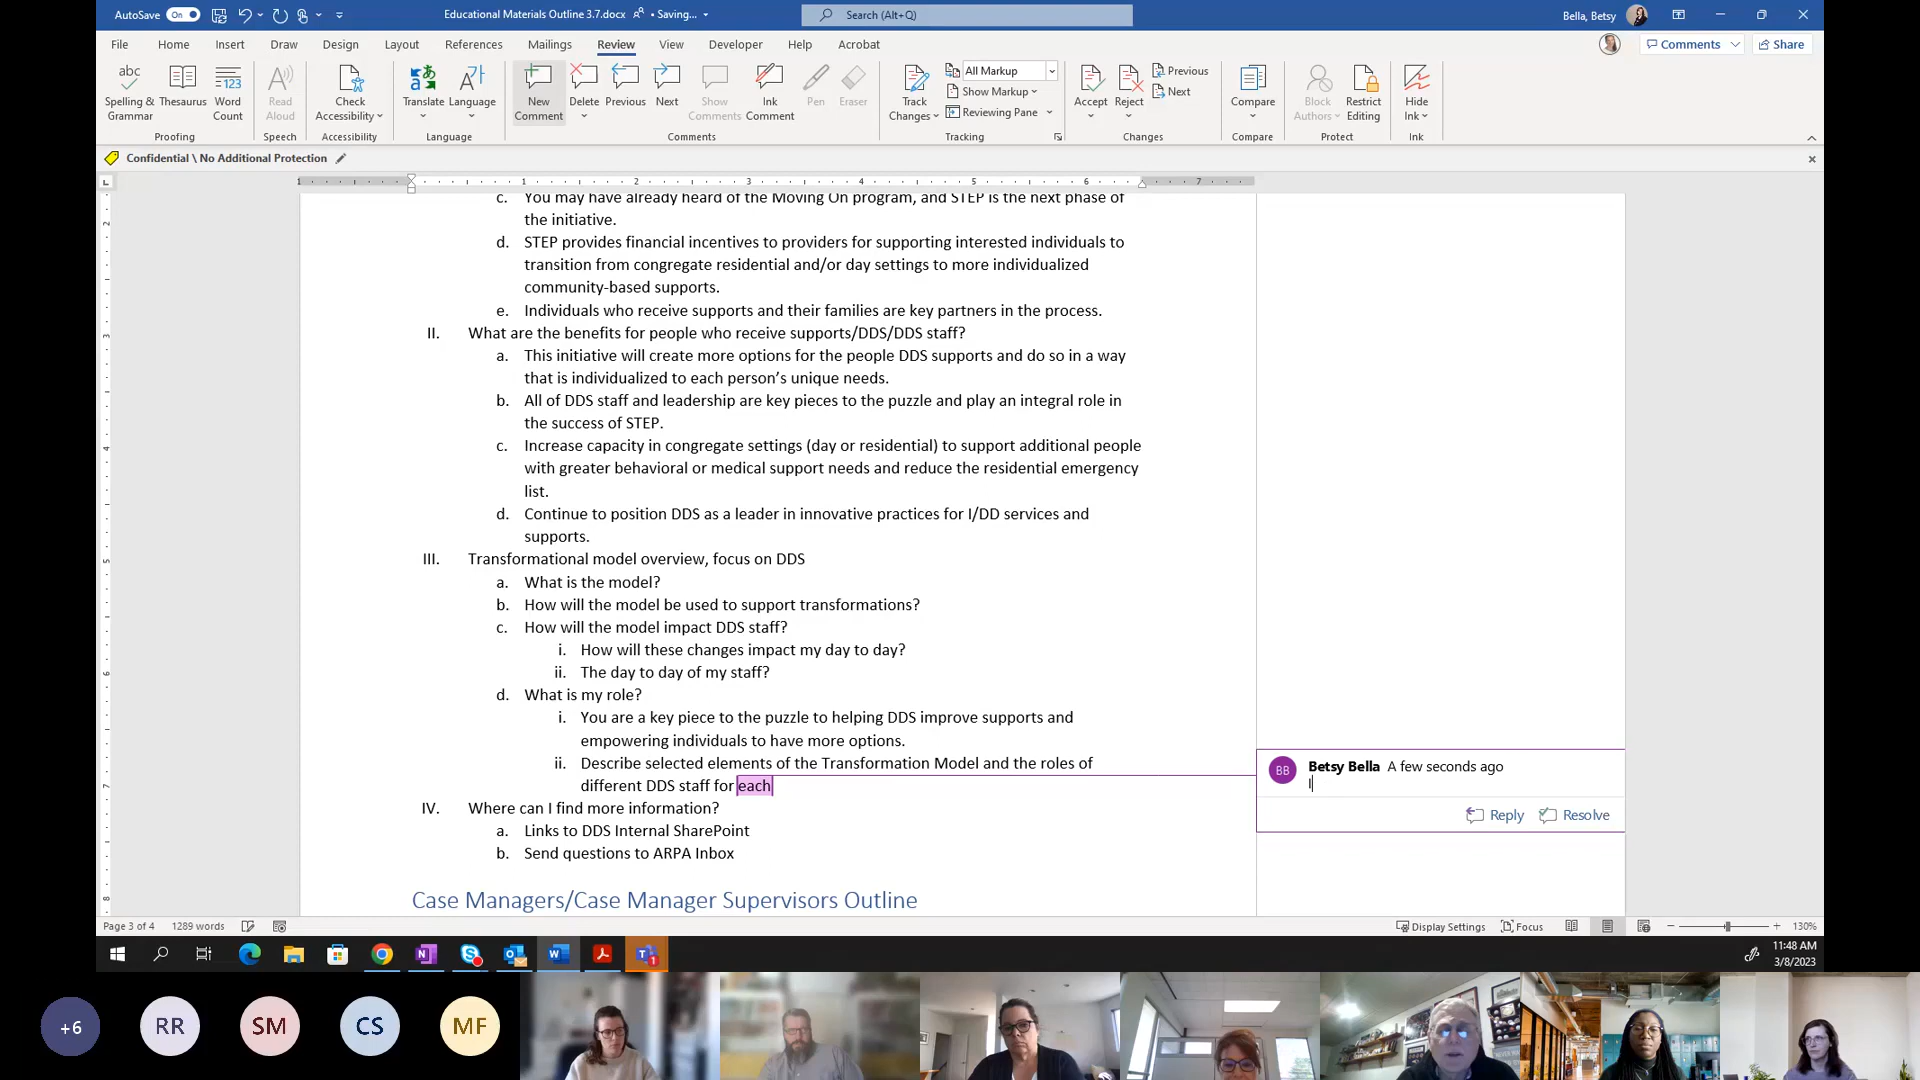 AutoSave On Educational Materials Outline 3.7.docx • Saving... Search (Alt+Q) Bella, Betsy
File Home Insert Draw Design Layout References Mailings Review View Developer Help Acrobat Comments Share
Spelling & Grammar Thesaurus Word Count Read Aloud Check Accessibility Translate Language New Comment Delete Previous Next Show Comments Ink Comment Pen Eraser Track Changes All Markup Show Markup Reviewing Pane Accept Reject Previous Next Compare Block Authors Restrict Editing Hide Ink
Proofing Speech Accessibility Language Comments Tracking Changes Compare Protect Ink
Confidential \ No Additional Protection
1 1 2 3 4 5 6 7
c. You may have already heard of the Moving On program, and STEP is the next phase of
the initiative.
d. STEP provides financial incentives to providers for supporting interested individuals to
transition from congregate residential and/or day settings to more individualized
community-based supports.
e. Individuals who receive supports and their families are key partners in the process.
II. What are the benefits for people who receive supports/DDS/DDS staff?
a. This initiative will create more options for the people DDS supports and do so in a way
that is individualized to each person's unique needs.
b. All of DDS staff and leadership are key pieces to the puzzle and play an integral role in
the success of STEP.
c. Increase capacity in congregate settings (day or residential) to support additional people
with greater behavioral or medical support needs and reduce the residential emergency
list.
d. Continue to position DDS as a leader in innovative practices for I/DD services and
supports.
III. Transformational model overview, focus on DDS
a. What is the model?
b. How will the model be used to support transformations?
c. How will the model impact DDS staff?
i. How will these changes impact my day to day?
ii. The day to day of my staff?
d. What is my role?
i. You are a key piece to the puzzle to helping DDS improve supports and
empowering individuals to have more options.
ii. Describe selected elements of the Transformation Model and the roles of
different DDS staff for each
BB Betsy Bella A few seconds ago
I
Reply Resolve
IV. Where can I find more information?
a. Links to DDS Internal SharePoint
b. Send questions to ARPA Inbox
Case Managers/Case Manager Supervisors Outline
Page 3 of 4 1289 words Display Settings Focus 130%
11:48 AM
3/8/2023
+6 RR SM CS MF